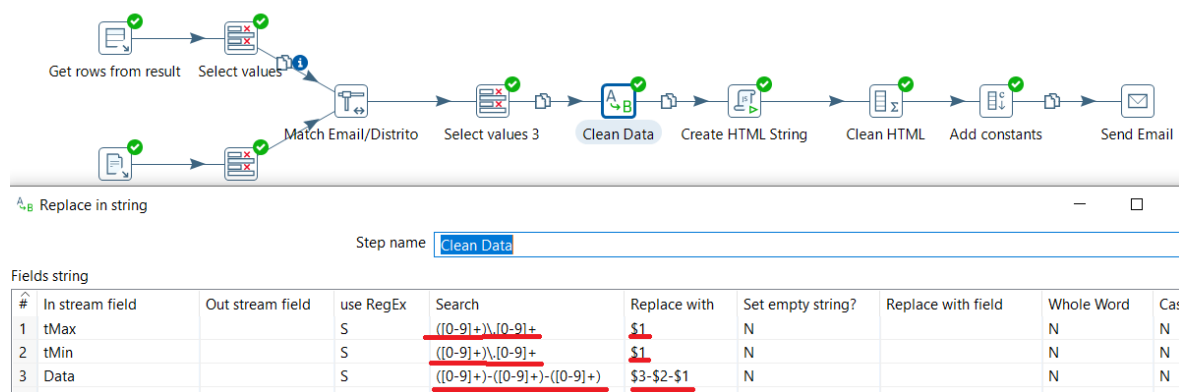 Get rows from result
Select values
Match Email/Distrito
Select values 3
Clean Data
Create HTML String
Clean HTML
Add constants
Send Email
Replace in string
Step name
Clean Data
Fields string
# In stream field Out stream field use RegEx Search Replace with Set empty string? Replace with field Whole Word Cas
1 tMax S ([0-9]+)\.[0-9]+ $1 N N N
2 tMin S ([0-9]+)\.[0-9]+ $1 N N N
3 Data S ([0-9]+)-([0-9]+)-([0-9]+) $3-$2-$1 N N N